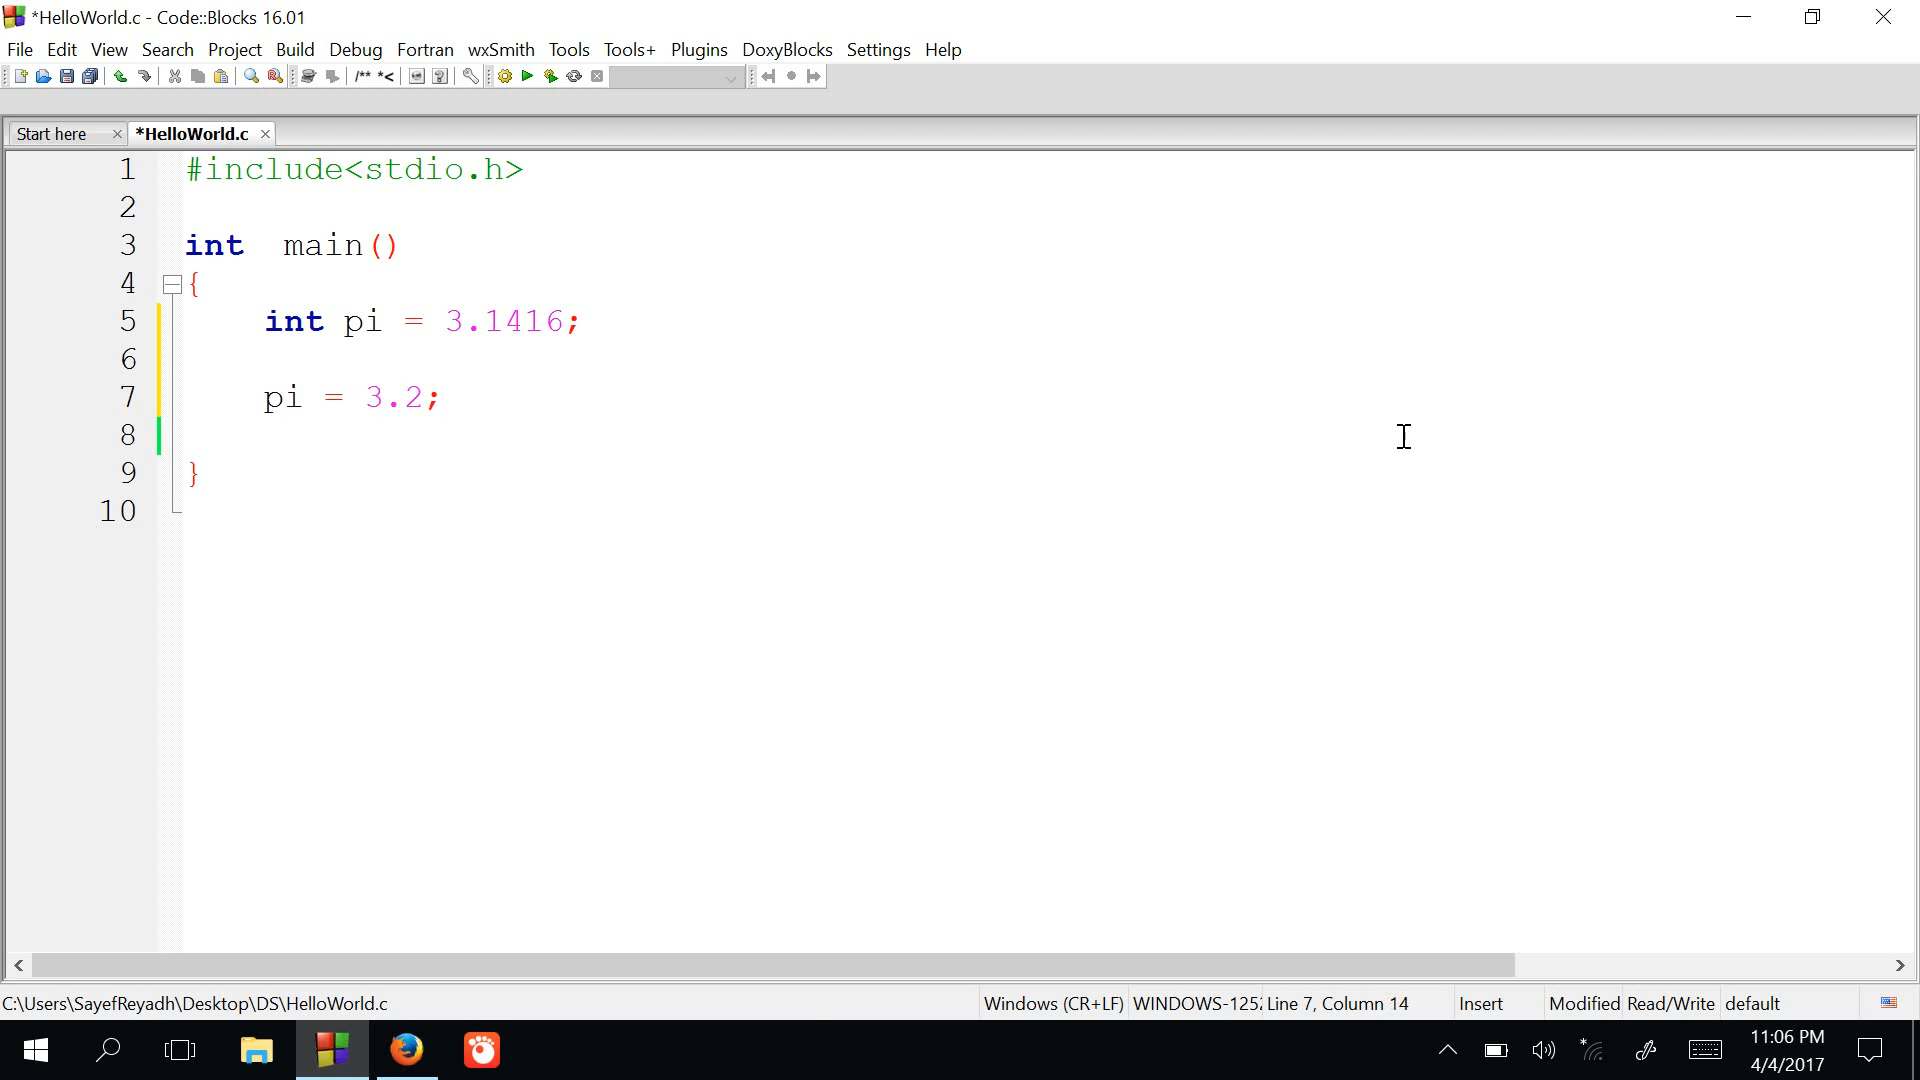 *HelloWorld.c - Code::Blocks 16.01
File Edit View Search Project Build Debug Fortran wxSmith Tools Tools+ Plugins DoxyBlocks Settings Help
/** *<
Start here *HelloWorld.c
1 #include<stdio.h>
2
3 int  main()
4 {
5 int pi = 3.1416;
6
7 pi = 3.2;
8
9 }
10
C:\Users\SayefReyadh\Desktop\DS\HelloWorld.c Windows (CR+LF) WINDOWS-1252 Line 7, Column 14 Insert Modified Read/Write default
11:06 PM
4/4/2017